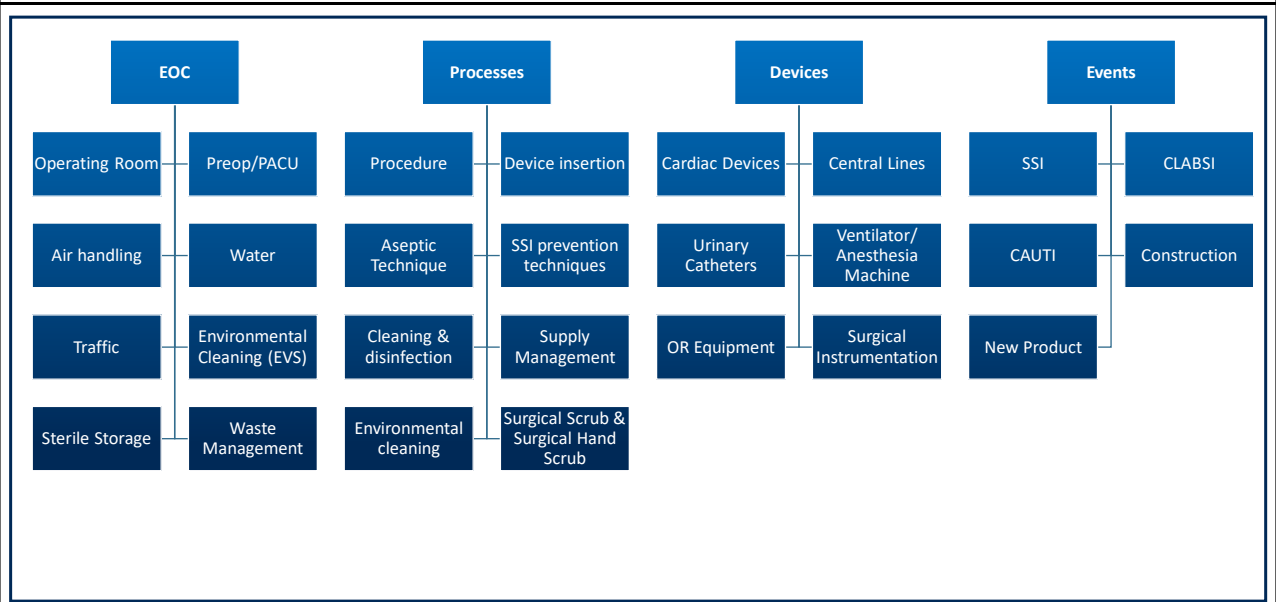 EOC
Operating Room
Preop/PACU
Air handling
Water
Traffic
Environmental
Cleaning (EVS)
Sterile Storage
Waste
Management
Processes
Procedure
Device insertion
Aseptic
Technique
SSI prevention
techniques
Cleaning &
disinfection
Supply
Management
Environmental
cleaning
Surgical Scrub &
Surgical Hand
Scrub
Devices
Cardiac Devices
Central Lines
Urinary
Catheters
Ventilator/
Anesthesia
Machine
OR Equipment
Surgical
Instrumentation
Events
SSI
CLABSI
CAUTI
Construction
New Product